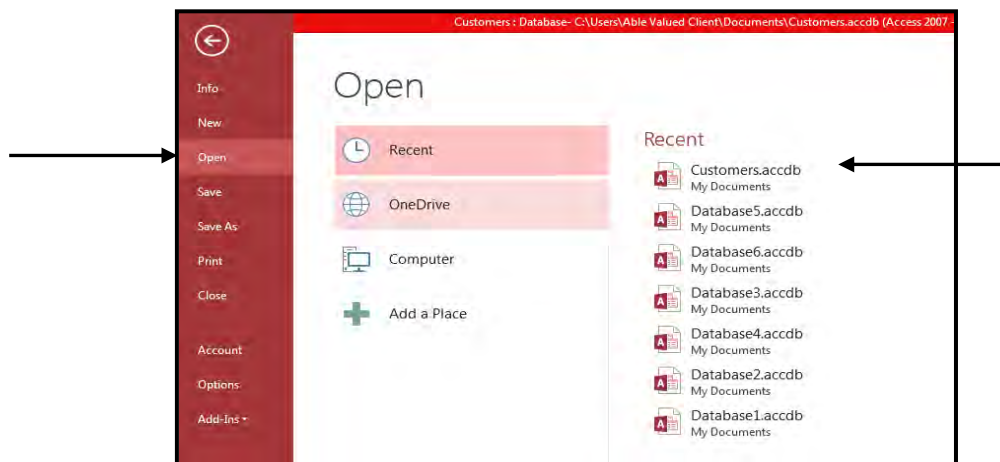 Customers : Database- C:\Users\Able Valued Client\Documents\Customers.accdb (Access 2007 -
Info
New
Open
Save
Save As
Print
Close
Account
Options
Add-Ins
Open
Recent
OneDrive
Computer
Add a Place
Recent
Customers.accdb
My Documents
Database5.accdb
My Documents
Database6.accdb
My Documents
Database3.accdb
My Documents
Database4.accdb
My Documents
Database2.accdb
My Documents
Database1.accdb
My Documents